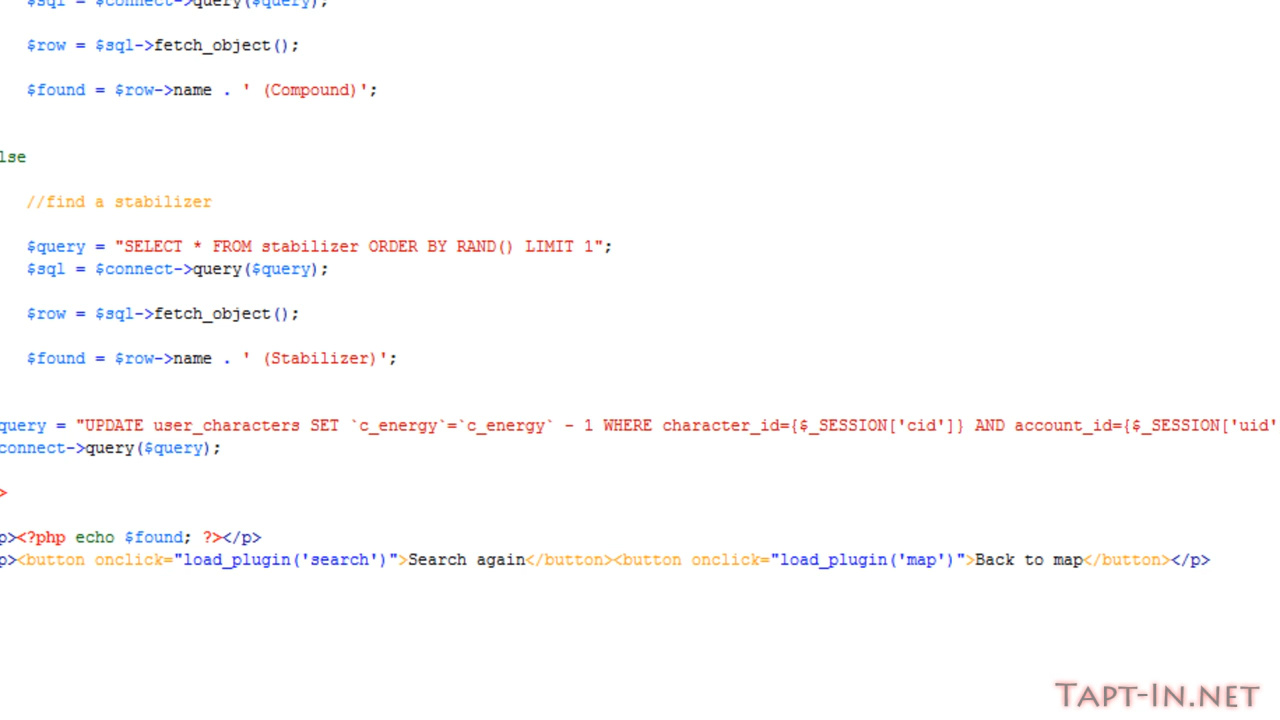 $sql = $connect->query($query);
$row = $sql->fetch_object();
$found = $row->name . ' (Compound)';
lse
//find a stabilizer
$query = "SELECT * FROM stabilizer ORDER BY RAND() LIMIT 1";
$sql = $connect->query($query);
$row = $sql->fetch_object();
$found = $row->name . ' (Stabilizer)';
query = "UPDATE user_characters SET `c_energy`=`c_energy` - 1 WHERE character_id={$_SESSION['cid']} AND account_id={$_SESSION['uid'
connect->query($query);
>
p><?php echo $found; ?></p>
p><button onclick="load_plugin('search')">Search again</button><button onclick="load_plugin('map')">Back to map</button></p>
Tapt-In.net